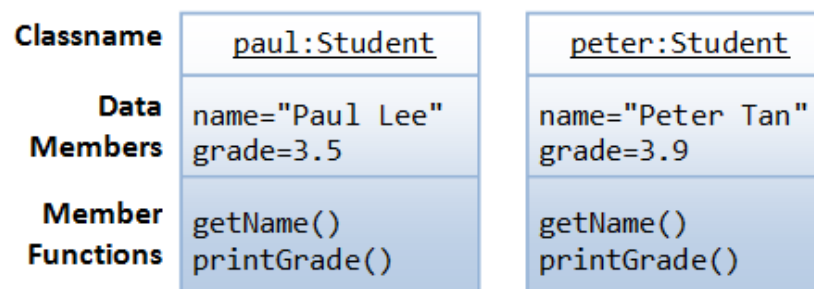 Classname
paul:Student
peter:Student
Data
Members
name="Paul Lee"
grade=3.5
name="Peter Tan"
grade=3.9
Member
Functions
getName()
printGrade()
getName()
printGrade()